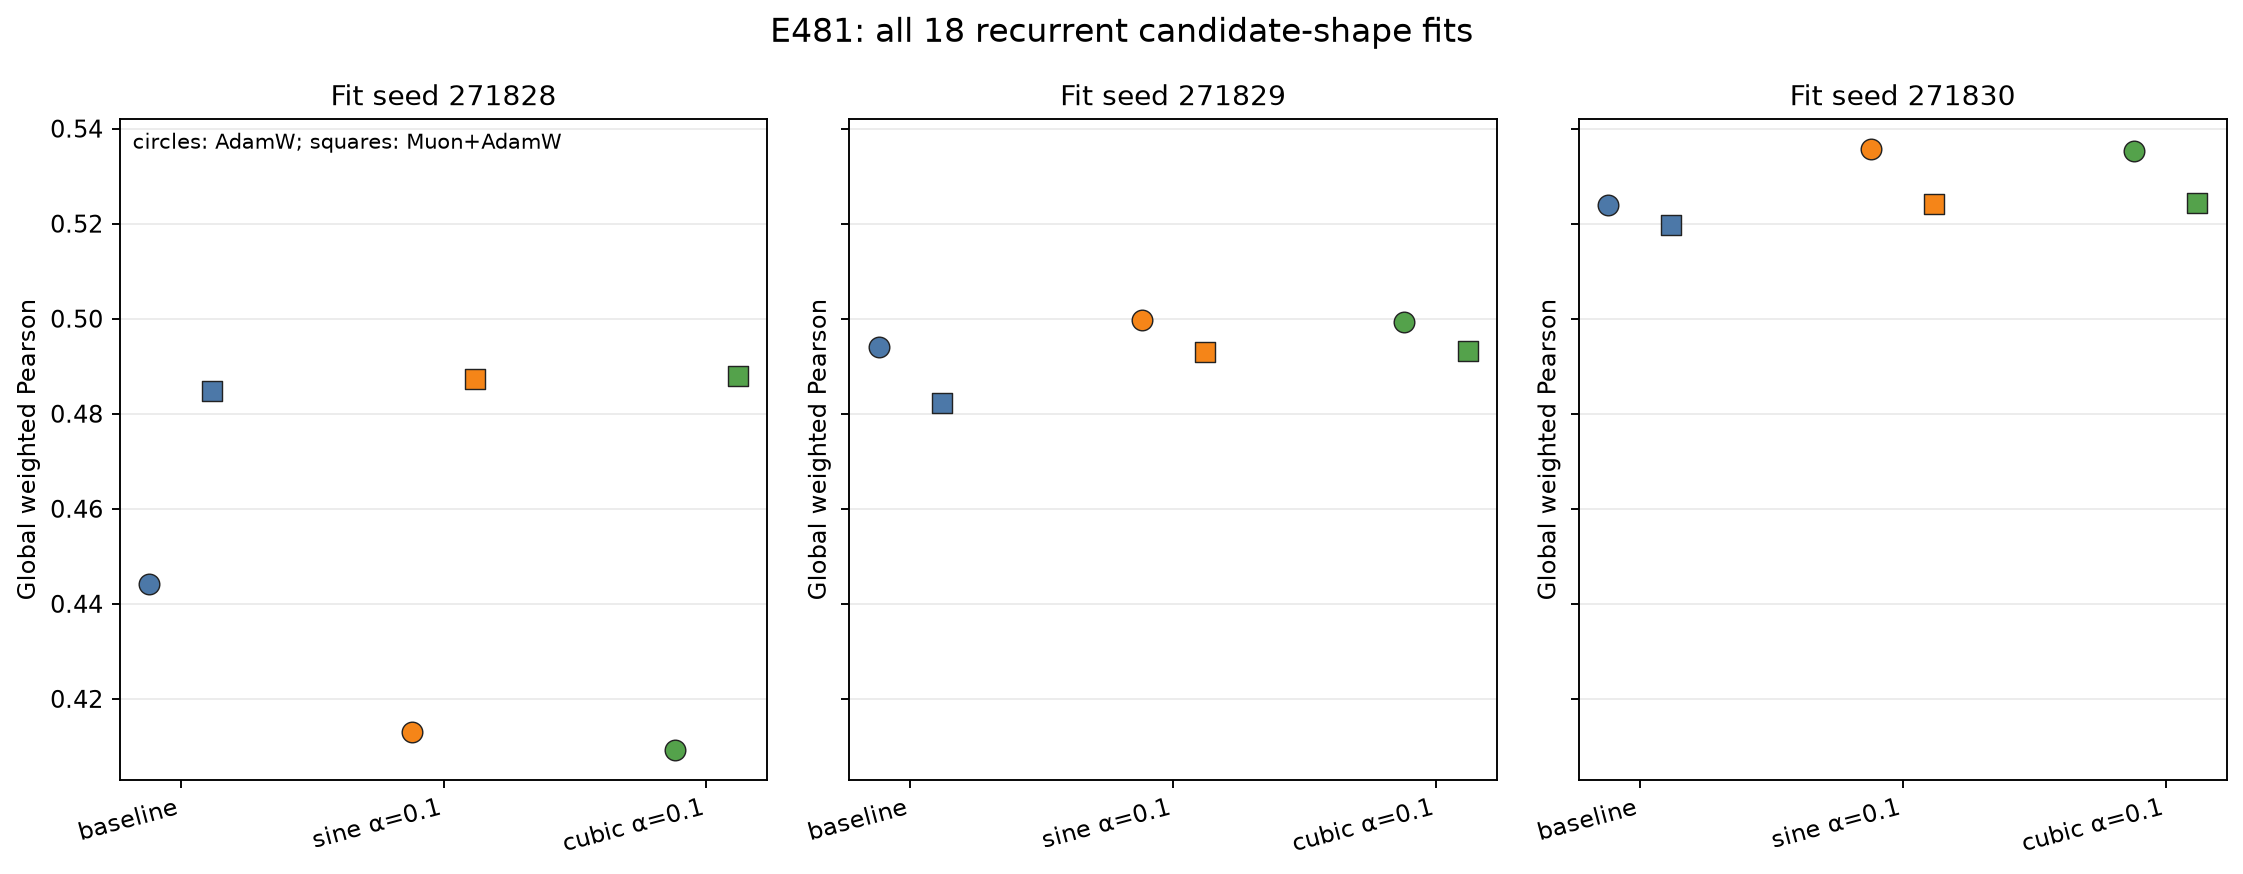 E481: all 18 recurrent candidate-shape fits
Fit seed 271828
circles: AdamW; squares: Muon+AdamW
Global weighted Pearson
0.54
0.52
0.50
0.48
0.46
0.44
0.42
baseline
sine α=0.1
cubic α=0.1
Fit seed 271829
Global weighted Pearson
baseline
sine α=0.1
cubic α=0.1
Fit seed 271830
Global weighted Pearson
baseline
sine α=0.1
cubic α=0.1